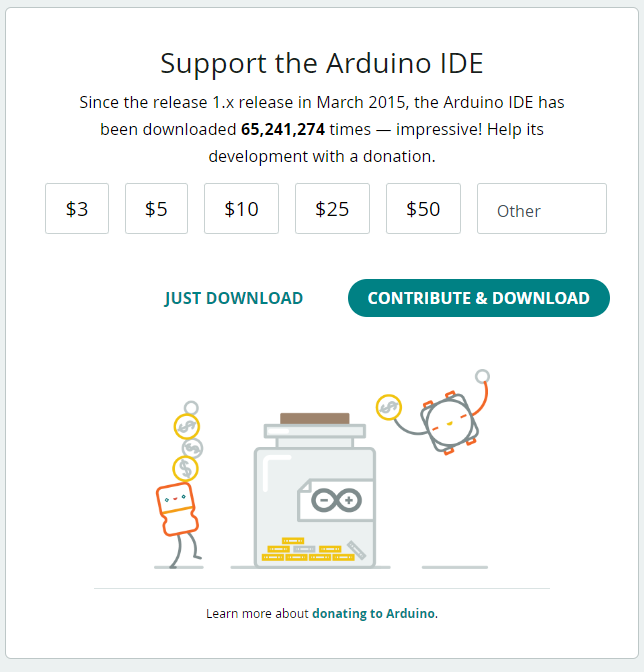 Support the Arduino IDE
Since the release 1.x release in March 2015, the Arduino IDE has
been downloaded 65,241,274 times — impressive! Help its
development with a donation.
$3 $5 $10 $25 $50 Other
JUST DOWNLOAD CONTRIBUTE & DOWNLOAD
Learn more about donating to Arduino.